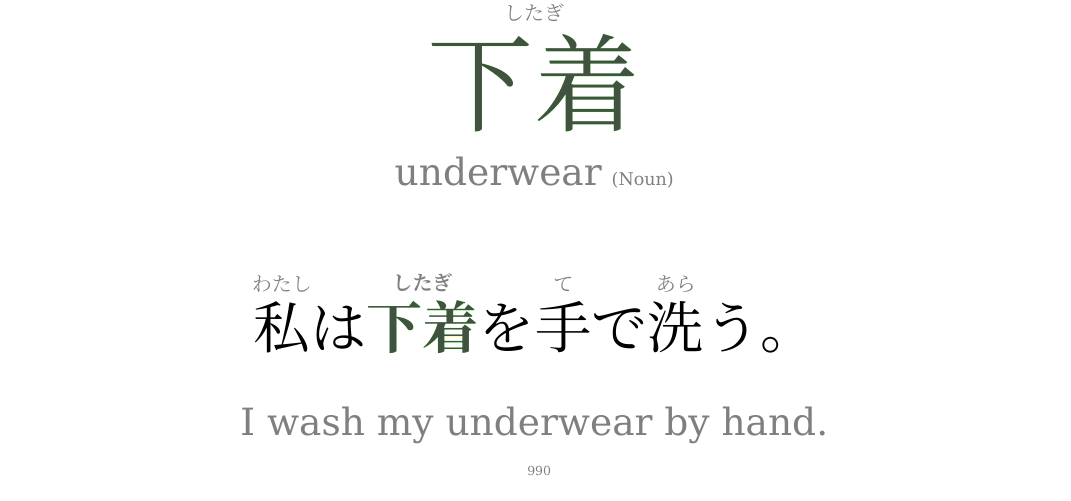 したぎ
下着
underwear (Noun)
わたし したぎ て あら
私は下着を手で洗う。
I wash my underwear by hand.
990